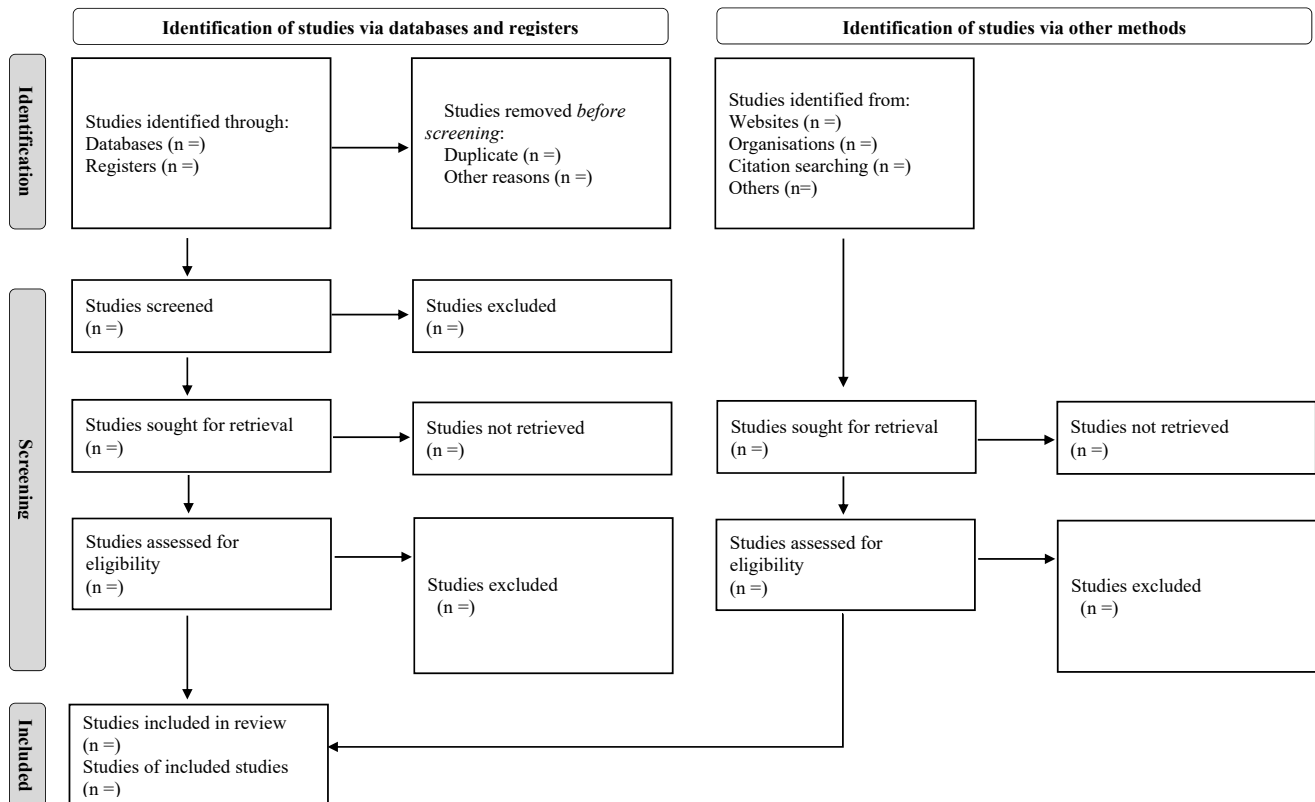 Identification of studies via databases and registers
Identification of studies via other methods
Identification
Studies identified through:
Databases (n =)
Registers (n =)
Studies removed before
screening:
Duplicate (n =)
Other reasons (n =)
Studies identified from:
Websites (n =)
Organisations (n =)
Citation searching (n =)
Others (n=)
Screening
Studies screened
(n =)
Studies excluded
(n =)
Studies sought for retrieval
(n =)
Studies not retrieved
(n =)
Studies sought for retrieval
(n =)
Studies not retrieved
(n =)
Studies assessed for
eligibility
(n =)
Studies excluded
(n =)
Studies assessed for
eligibility
(n =)
Studies excluded
(n =)
Included
Studies included in review
(n =)
Studies of included studies
(n =)